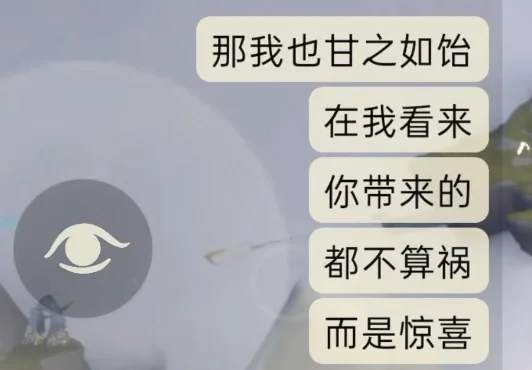 那我也甘之如饴
在我看来
你带来的
都不算祸
而是惊喜